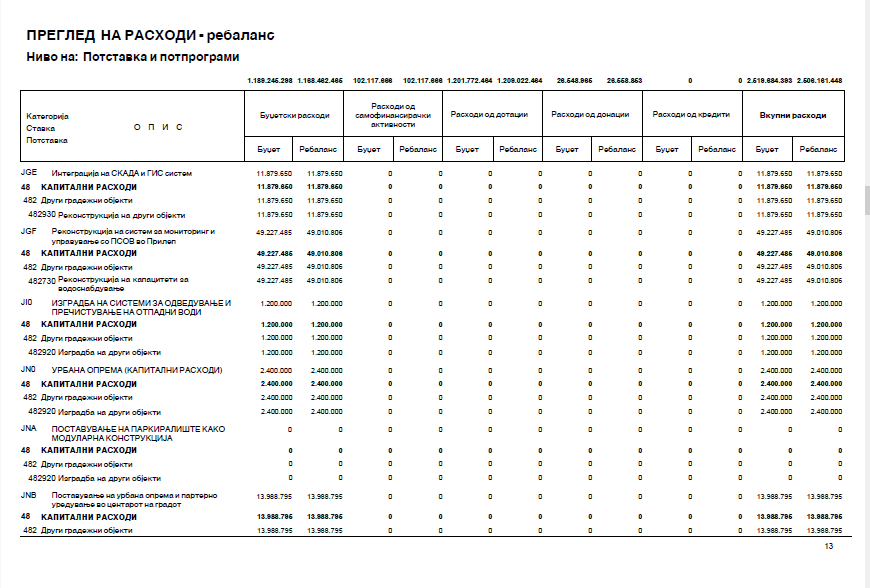 ПРЕГЛЕД НА РАСХОДИ - ребаланс
Ниво на: Потставка и потпрограми
1.189.245.298 1.168.462.465 102.117.666 102.117.666 1.201.772.464 1.209.022.464 26.548.965 26.558.853 0 0 2.519.684.393 2.506.161.448
Категорија
Ставка
Потставка
О П И С
Буџетски расходи
Расходи од самофинансирачки активности
Расходи од дотации
Расходи од донации
Расходи од кредити
Вкупни расходи
Буџет Ребаланс Буџет Ребаланс Буџет Ребаланс Буџет Ребаланс Буџет Ребаланс Буџет Ребаланс
JGE Интеграција на СКАДА и ГИС систем 11.879.650 11.879.650 0 0 0 0 0 0 0 0 11.879.650 11.879.650
48 КАПИТАЛНИ РАСХОДИ 11.879.650 11.879.650 0 0 0 0 0 0 0 0 11.879.650 11.879.650
482 Други градежни објекти 11.879.650 11.879.650 0 0 0 0 0 0 0 0 11.879.650 11.879.650
482930 Реконструкција на други објекти 11.879.650 11.879.650 0 0 0 0 0 0 0 0 11.879.650 11.879.650
JGF Реконструкција на систем за мониторинг и 49.227.485 49.010.806 0 0 0 0 0 0 0 0 49.227.485 49.010.806
управување со ПСОВ во Прилеп
48 КАПИТАЛНИ РАСХОДИ 49.227.485 49.010.806 0 0 0 0 0 0 0 0 49.227.485 49.010.806
482 Други градежни објекти 49.227.485 49.010.806 0 0 0 0 0 0 0 0 49.227.485 49.010.806
482730 Реконструкција на капацитети за 49.227.485 49.010.806 0 0 0 0 0 0 0 0 49.227.485 49.010.806
водоснабдување
JI0 ИЗГРАДБА НА СИСТЕМИ ЗА ОДВЕДУВАЊЕ И 1.200.000 1.200.000 0 0 0 0 0 0 0 0 1.200.000 1.200.000
ПРЕЧИСТУВАЊЕ НА ОТПАДНИ ВОДИ
48 КАПИТАЛНИ РАСХОДИ 1.200.000 1.200.000 0 0 0 0 0 0 0 0 1.200.000 1.200.000
482 Други градежни објекти 1.200.000 1.200.000 0 0 0 0 0 0 0 0 1.200.000 1.200.000
482920 Изградба на други објекти 1.200.000 1.200.000 0 0 0 0 0 0 0 0 1.200.000 1.200.000
JN0 УРБАНА ОПРЕМА (КАПИТАЛНИ РАСХОДИ) 2.400.000 2.400.000 0 0 0 0 0 0 0 0 2.400.000 2.400.000
48 КАПИТАЛНИ РАСХОДИ 2.400.000 2.400.000 0 0 0 0 0 0 0 0 2.400.000 2.400.000
482 Други градежни објекти 2.400.000 2.400.000 0 0 0 0 0 0 0 0 2.400.000 2.400.000
482920 Изградба на други објекти 2.400.000 2.400.000 0 0 0 0 0 0 0 0 2.400.000 2.400.000
JNA ПОСТАВУВАЊЕ НА ПАРКИРАЛИШТЕ КАКО 0 0 0 0 0 0 0 0 0 0 0 0
МОДУЛАРНА КОНСТРУКЦИЈА
48 КАПИТАЛНИ РАСХОДИ 0 0 0 0 0 0 0 0 0 0 0 0
482 Други градежни објекти 0 0 0 0 0 0 0 0 0 0 0 0
482920 Изградба на други објекти 0 0 0 0 0 0 0 0 0 0 0 0
JNB Поставување на урбана опрема и партерно 13.988.795 13.988.795 0 0 0 0 0 0 0 0 13.988.795 13.988.795
уредување во центарот на градот
48 КАПИТАЛНИ РАСХОДИ 13.988.795 13.988.795 0 0 0 0 0 0 0 0 13.988.795 13.988.795
482 Други градежни објекти 13.988.795 13.988.795 0 0 0 0 0 0 0 0 13.988.795 13.988.795
13